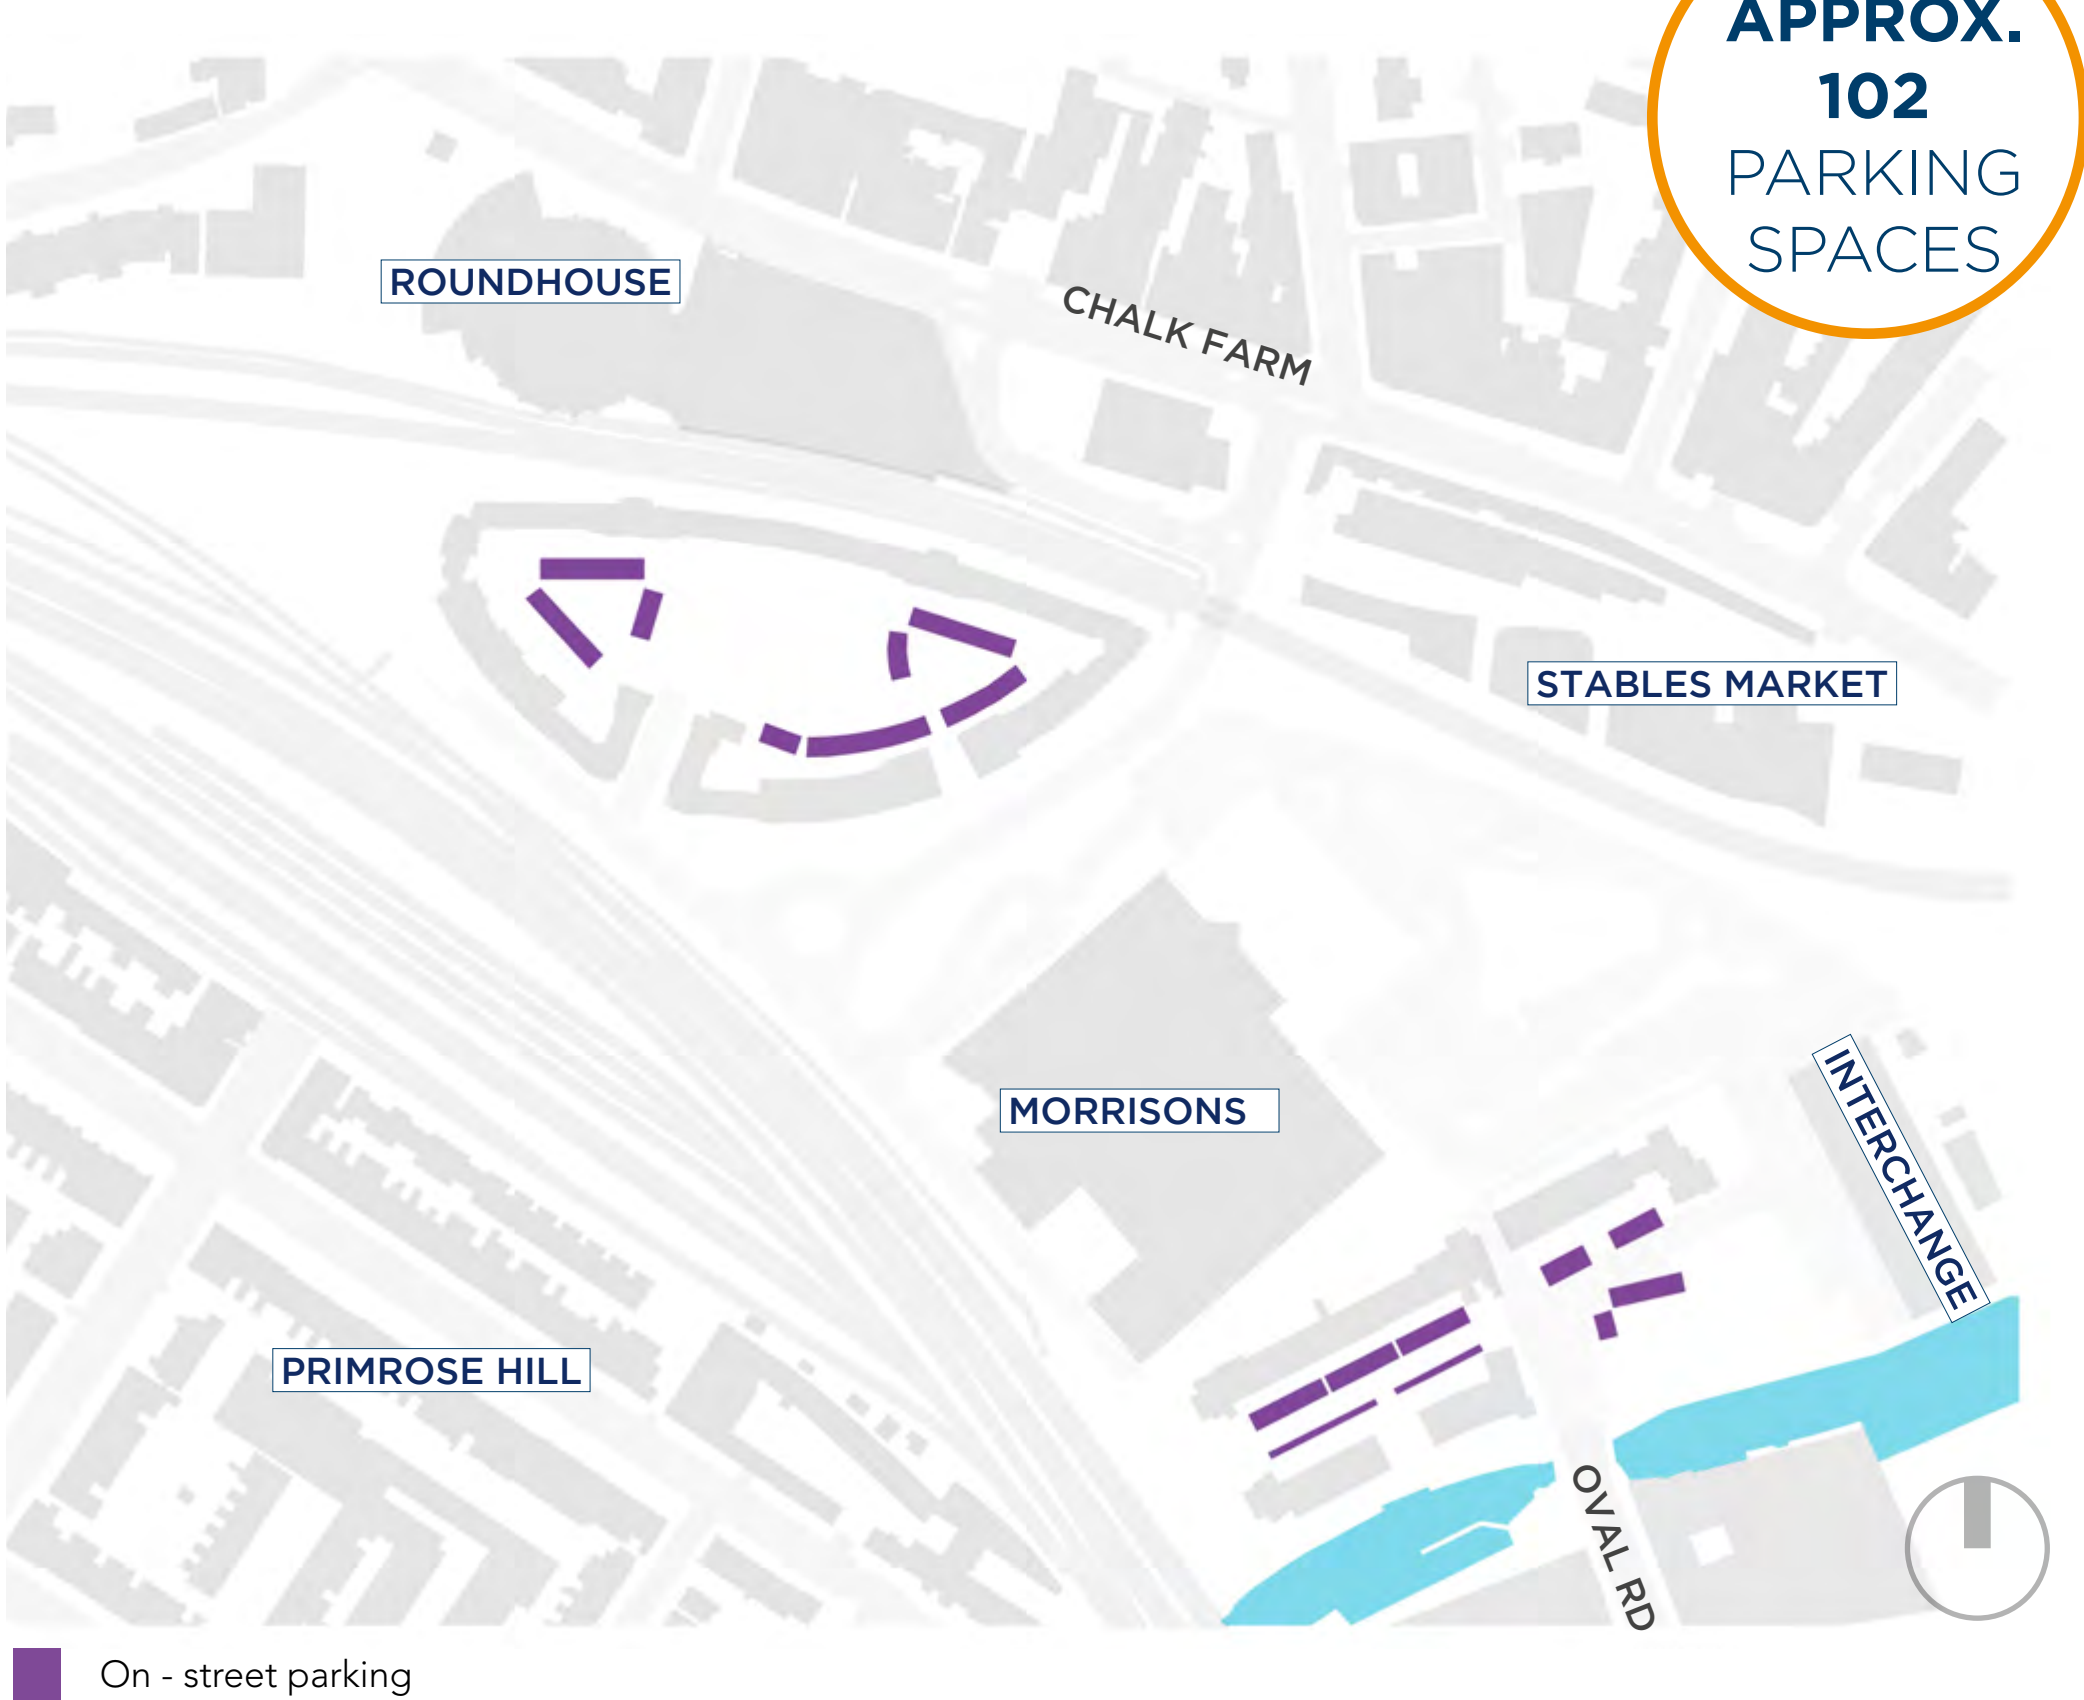 APPROX.
102
PARKING
SPACES
ROUNDHOUSE
CHALK FARM
STABLES MARKET
MORRISONS
INTERCHANGE
PRIMROSE HILL
OVAL RD
On - street parking